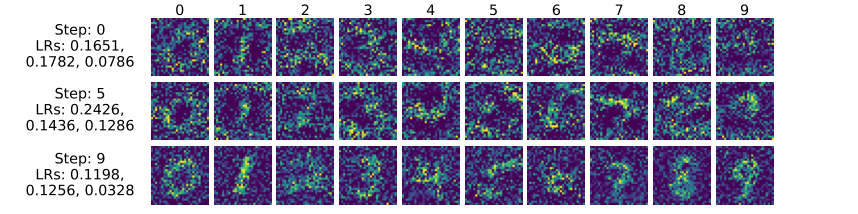 0 1 2 3 4 5 6 7 8 9
Step: 0
LRs: 0.1651,
0.1782, 0.0786
Step: 5
LRs: 0.2426,
0.1436, 0.1286
Step: 9
LRs: 0.1198,
0.1256, 0.0328